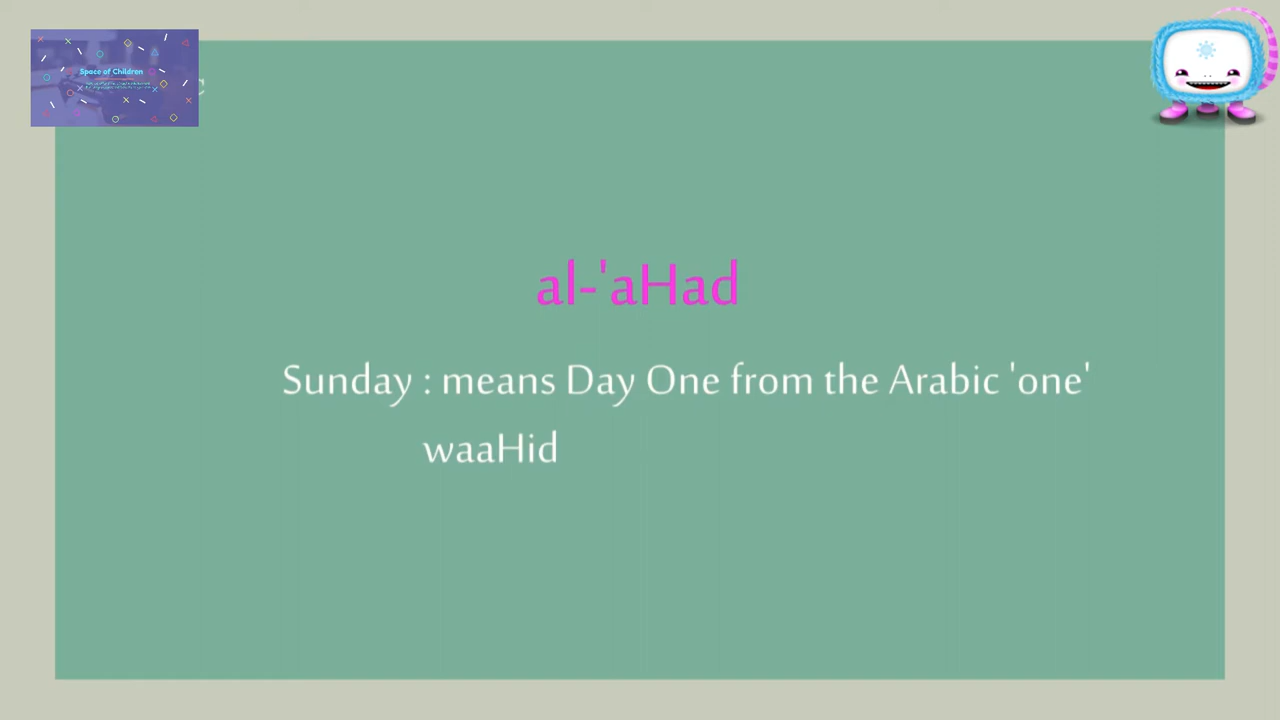 Space of Children
al-'aHad
Sunday : means Day One from the Arabic 'one'
waaHid